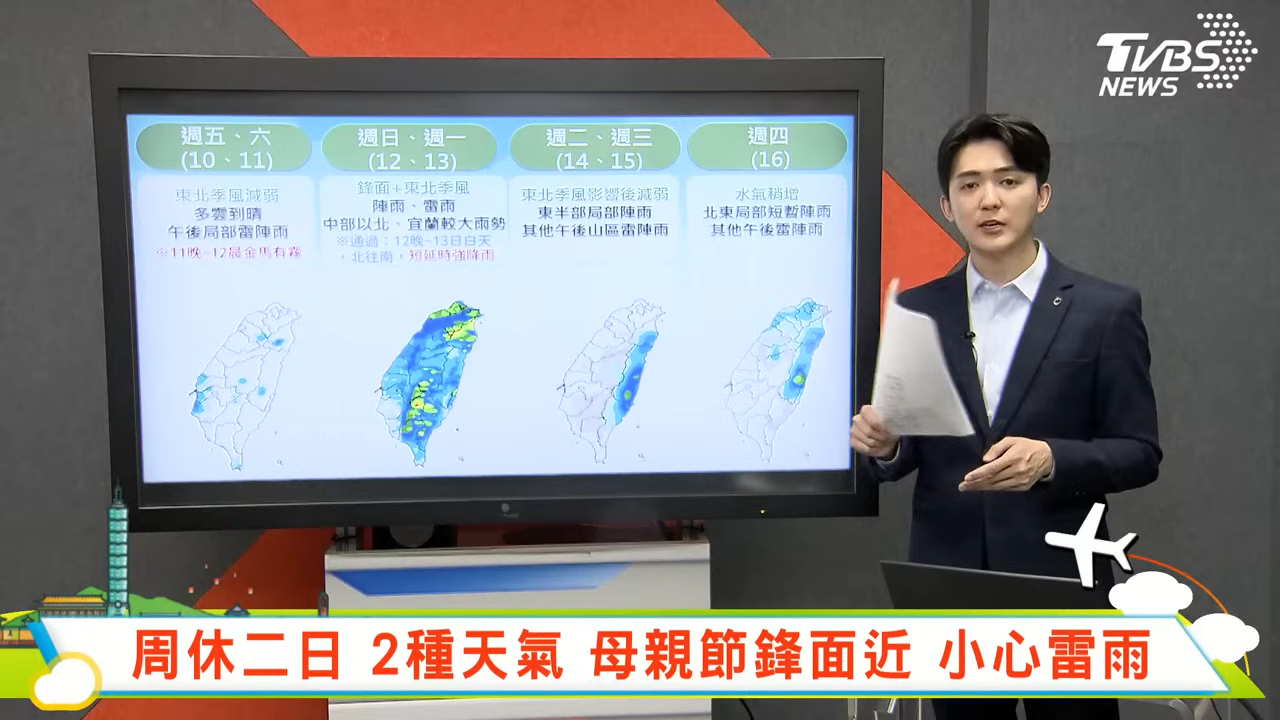 TVBS
NEWS
週五、六
(10、11)
東北季風減弱
多雲到晴
午後局部雷陣雨
※11晚~12晨金馬有霧
週日、週一
(12、13)
鋒面+東北季風
陣雨、雷雨
中部以北、宜蘭較大雨勢
※通過：12晚~13日白天
，北往南，短延時強降雨
週二、週三
(14、15)
東北季風影響後減弱
東半部局部陣雨
其他午後山區雷陣雨
週四
(16)
水氣稍增
北東局部短暫陣雨
其他午後雷陣雨
周休二日 2種天氣 母親節鋒面近 小心雷雨